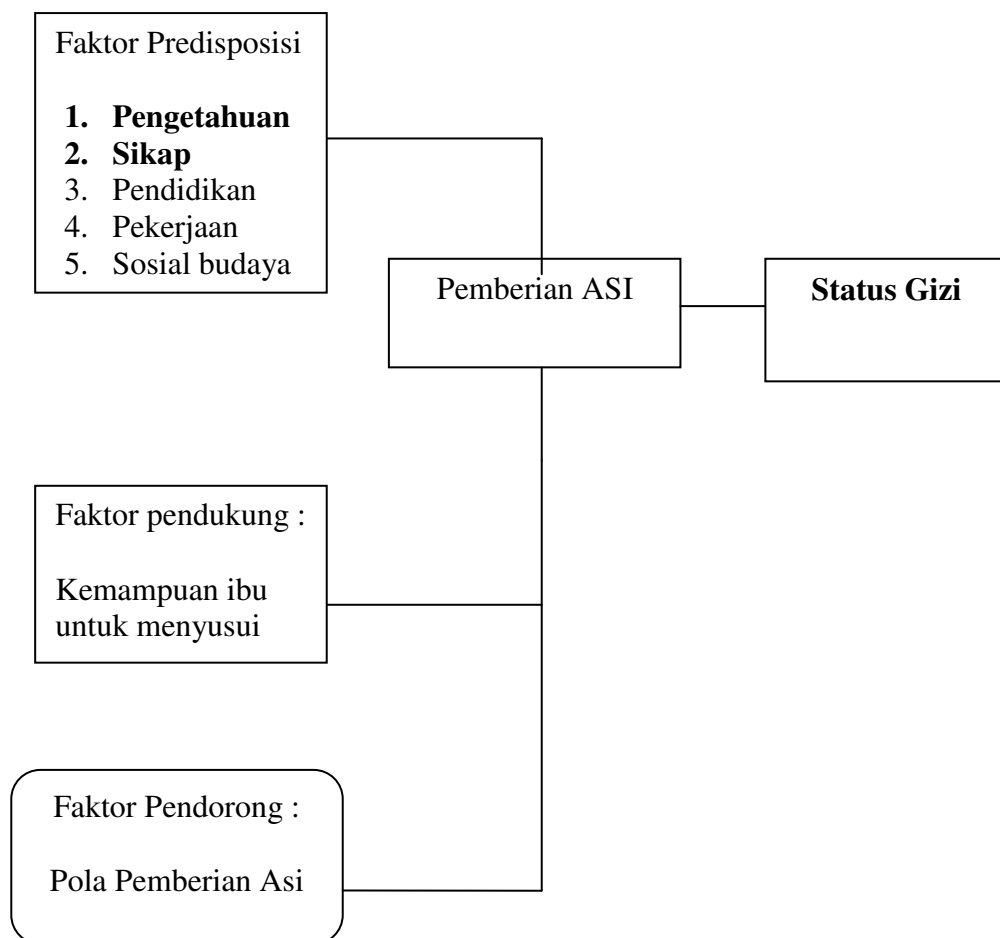 Faktor Predisposisi
1. Pengetahuan
2. Sikap
3. Pendidikan
4. Pekerjaan
5. Sosial budaya
Pemberian ASI
Status Gizi
Faktor pendukung :
Kemampuan ibu
untuk menyusui
Faktor Pendorong :
Pola Pemberian Asi